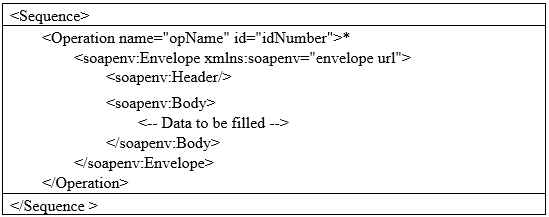 <Sequence>
<Operation name="opName" id="idNumber">*
<soapenv:Envelope xmlns:soapenv="envelope url">
<soapenv:Header/>
<soapenv:Body>
<-- Data to be filled -->
</soapenv:Body>
</soapenv:Envelope>
</Operation>
</Sequence >